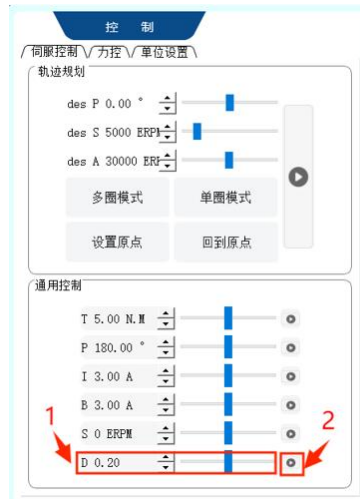 控 制
伺服控制 力控 单位设置
轨迹规划
des P 0.00 °
des S 5000 ERPM
des A 30000 ERP
多圈模式 单圈模式
设置原点 回到原点
通用控制
T 5.00 N.M
P 180.00 °
I 3.00 A
B 3.00 A
S 0 ERPM
D 0.20
1 2